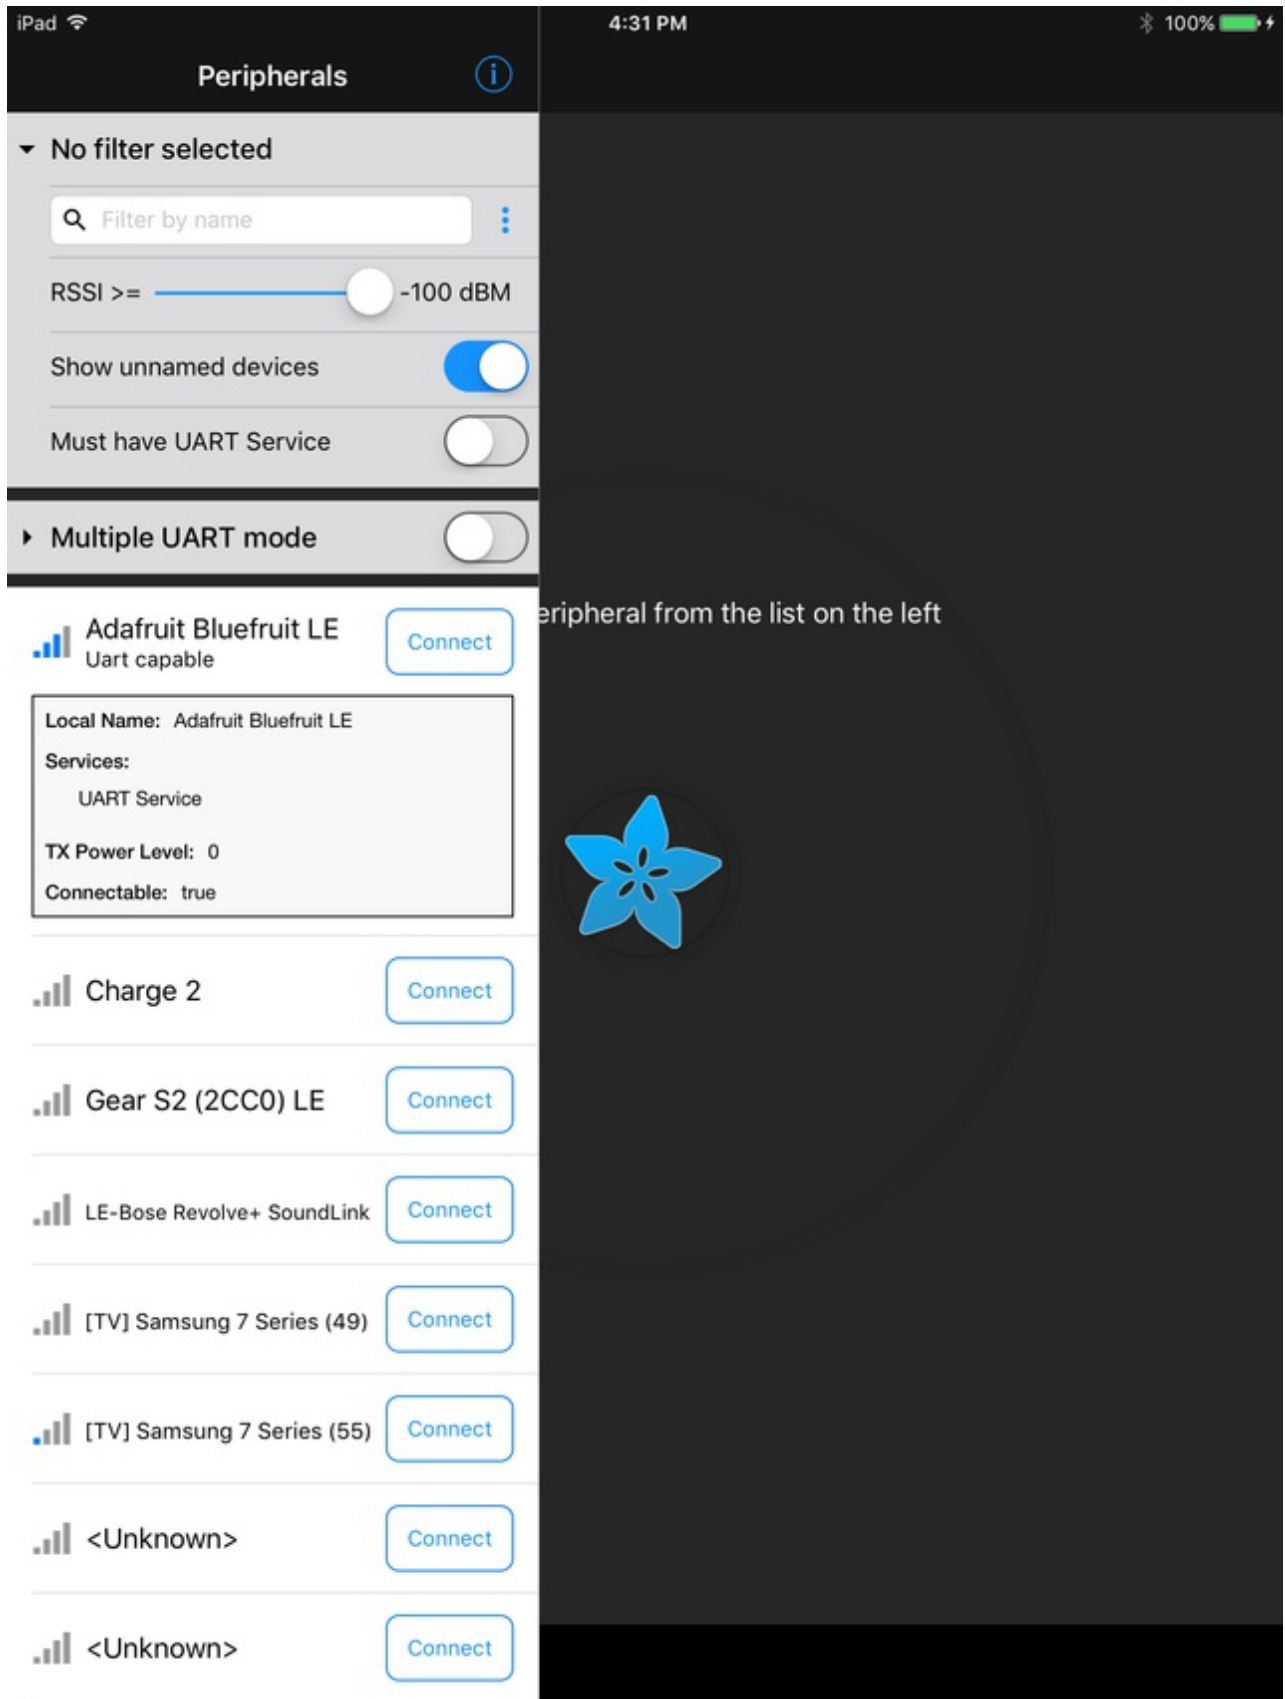 iPad 4:31 PM 100%
Peripherals
No filter selected
Filter by name
RSSI >= -100 dBM
Show unnamed devices
Must have UART Service
Multiple UART mode
Adafruit Bluefruit LE
Uart capable
Connect
eripheral from the list on the left
Local Name: Adafruit Bluefruit LE
Services:
UART Service
TX Power Level: 0
Connectable: true
Charge 2 Connect
Gear S2 (2CC0) LE Connect
LE-Bose Revolve+ SoundLink Connect
[TV] Samsung 7 Series (49) Connect
[TV] Samsung 7 Series (55) Connect
<Unknown> Connect
<Unknown> Connect